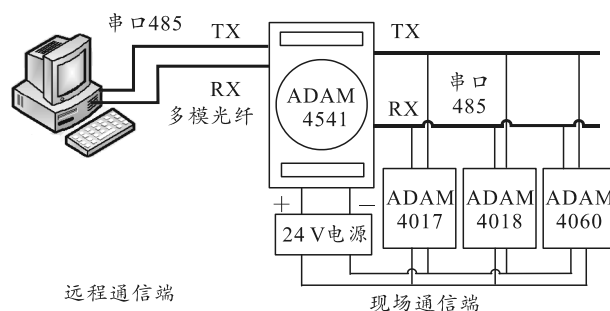 串口485
TX
RX
多模光纤
ADAM
4541
TX
RX
串口
485
ADAM
4017
ADAM
4018
ADAM
4060
+
−
24 V电源
远程通信端
现场通信端